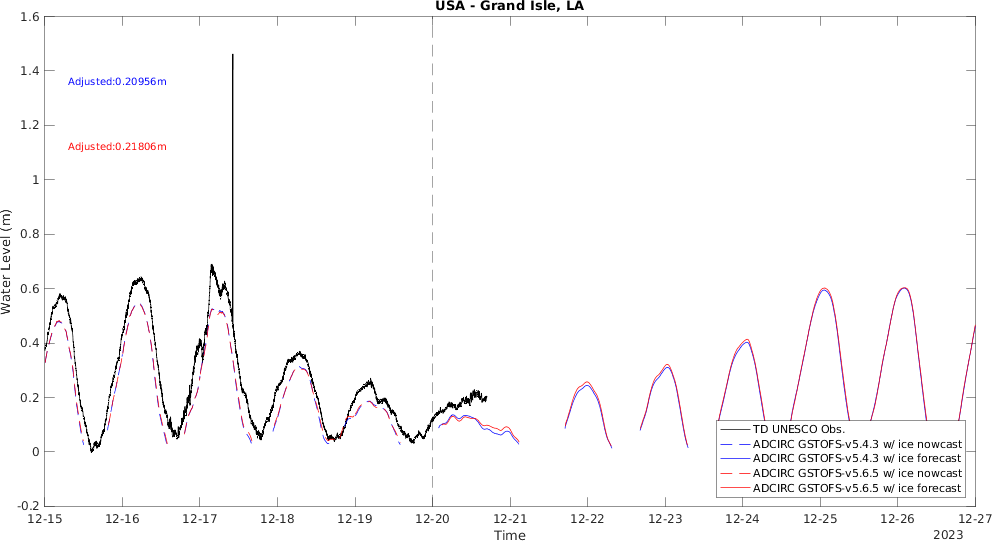 USA - Grand Isle, LA
1.6
1.4
1.2
1
0.8
0.6
0.4
0.2
0
-0.2
Water Level (m)
Adjusted:0.20956m
Adjusted:0.21806m
TD UNESCO Obs.
ADCIRC GSTOFS-v5.4.3 w/ ice nowcast
ADCIRC GSTOFS-v5.4.3 w/ ice forecast
ADCIRC GSTOFS-v5.6.5 w/ ice nowcast
ADCIRC GSTOFS-v5.6.5 w/ ice forecast
12-15 12-16 12-17 12-18 12-19 12-20 12-21 12-22 12-23 12-24 12-25 12-26 12-27
Time
2023